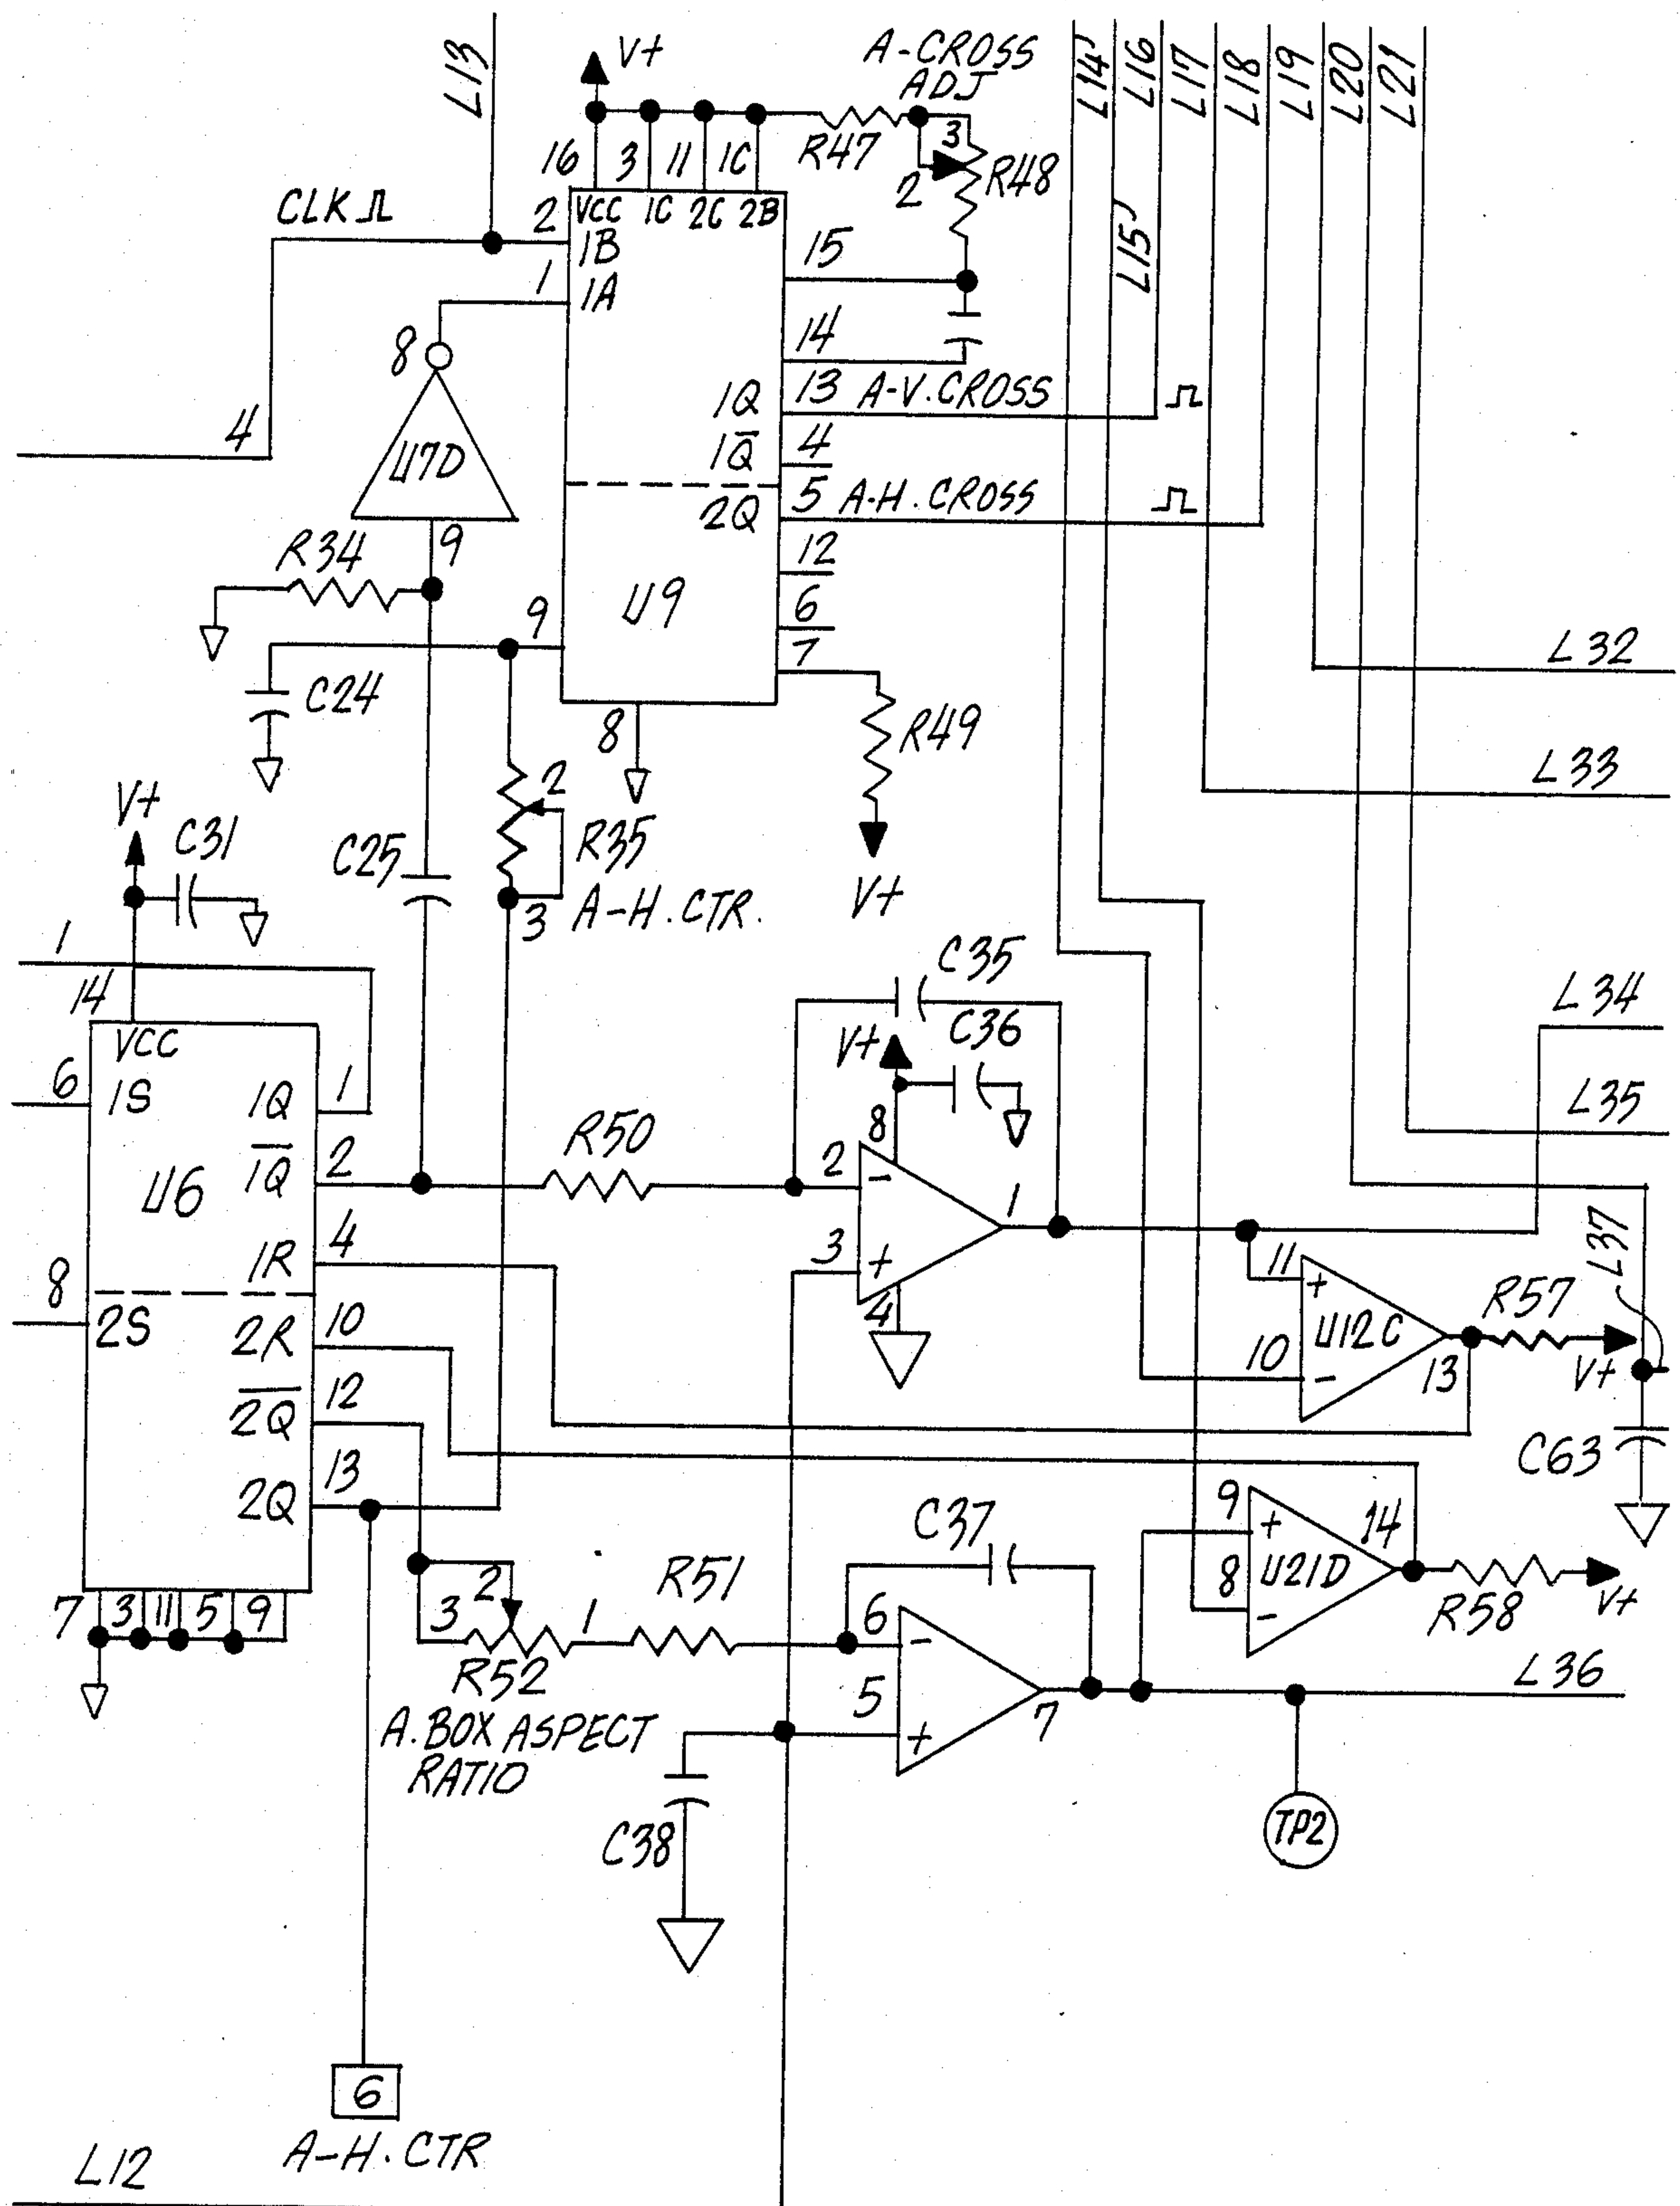 L13
V+
A-CROSS
ADJ
L14
L16
L17
L18
L19
L20
L21
L15
16
3
11
1C
R47
3
2
R48
CLK
2
VCC
1C
2C
2B
1B
1
1A
15
14
8
1Q
13
A-V.CROSS
4
1Q̅
4
U7D
2Q
5
A-H.CROSS
9
R34
12
6
7
U9
9
C24
8
R49
V+
L32
L33
V+
C31
C25
2
R35
A-H.CTR.
3
1
14
VCC
6
1S
1Q
1
1Q̅
2
U6
1R
4
8
2S
2R
10
2Q̅
12
2Q
13
7
3
11
5
9
R50
C35
V+
C36
8
2
-
3
+
4
1
L34
L35
L37
11
+
U12C
10
-
13
R57
V+
C63
9
+
U21D
8
-
14
R58
V+
3
2
1
R52
A.BOX ASPECT
RATIO
R51
C37
6
-
5
+
7
L36
C38
TP2
6
A-H.CTR
L12